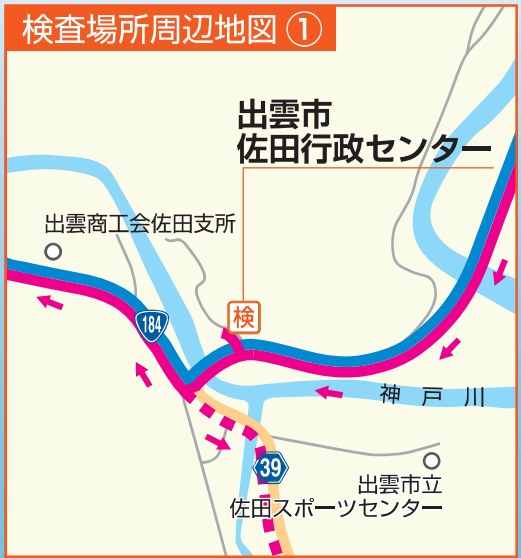 検査場所周辺地図①
出雲市
佐田行政センター
出雲商工会佐田支所
検
184
神戸川
39
出雲市立
佐田スポーツセンター